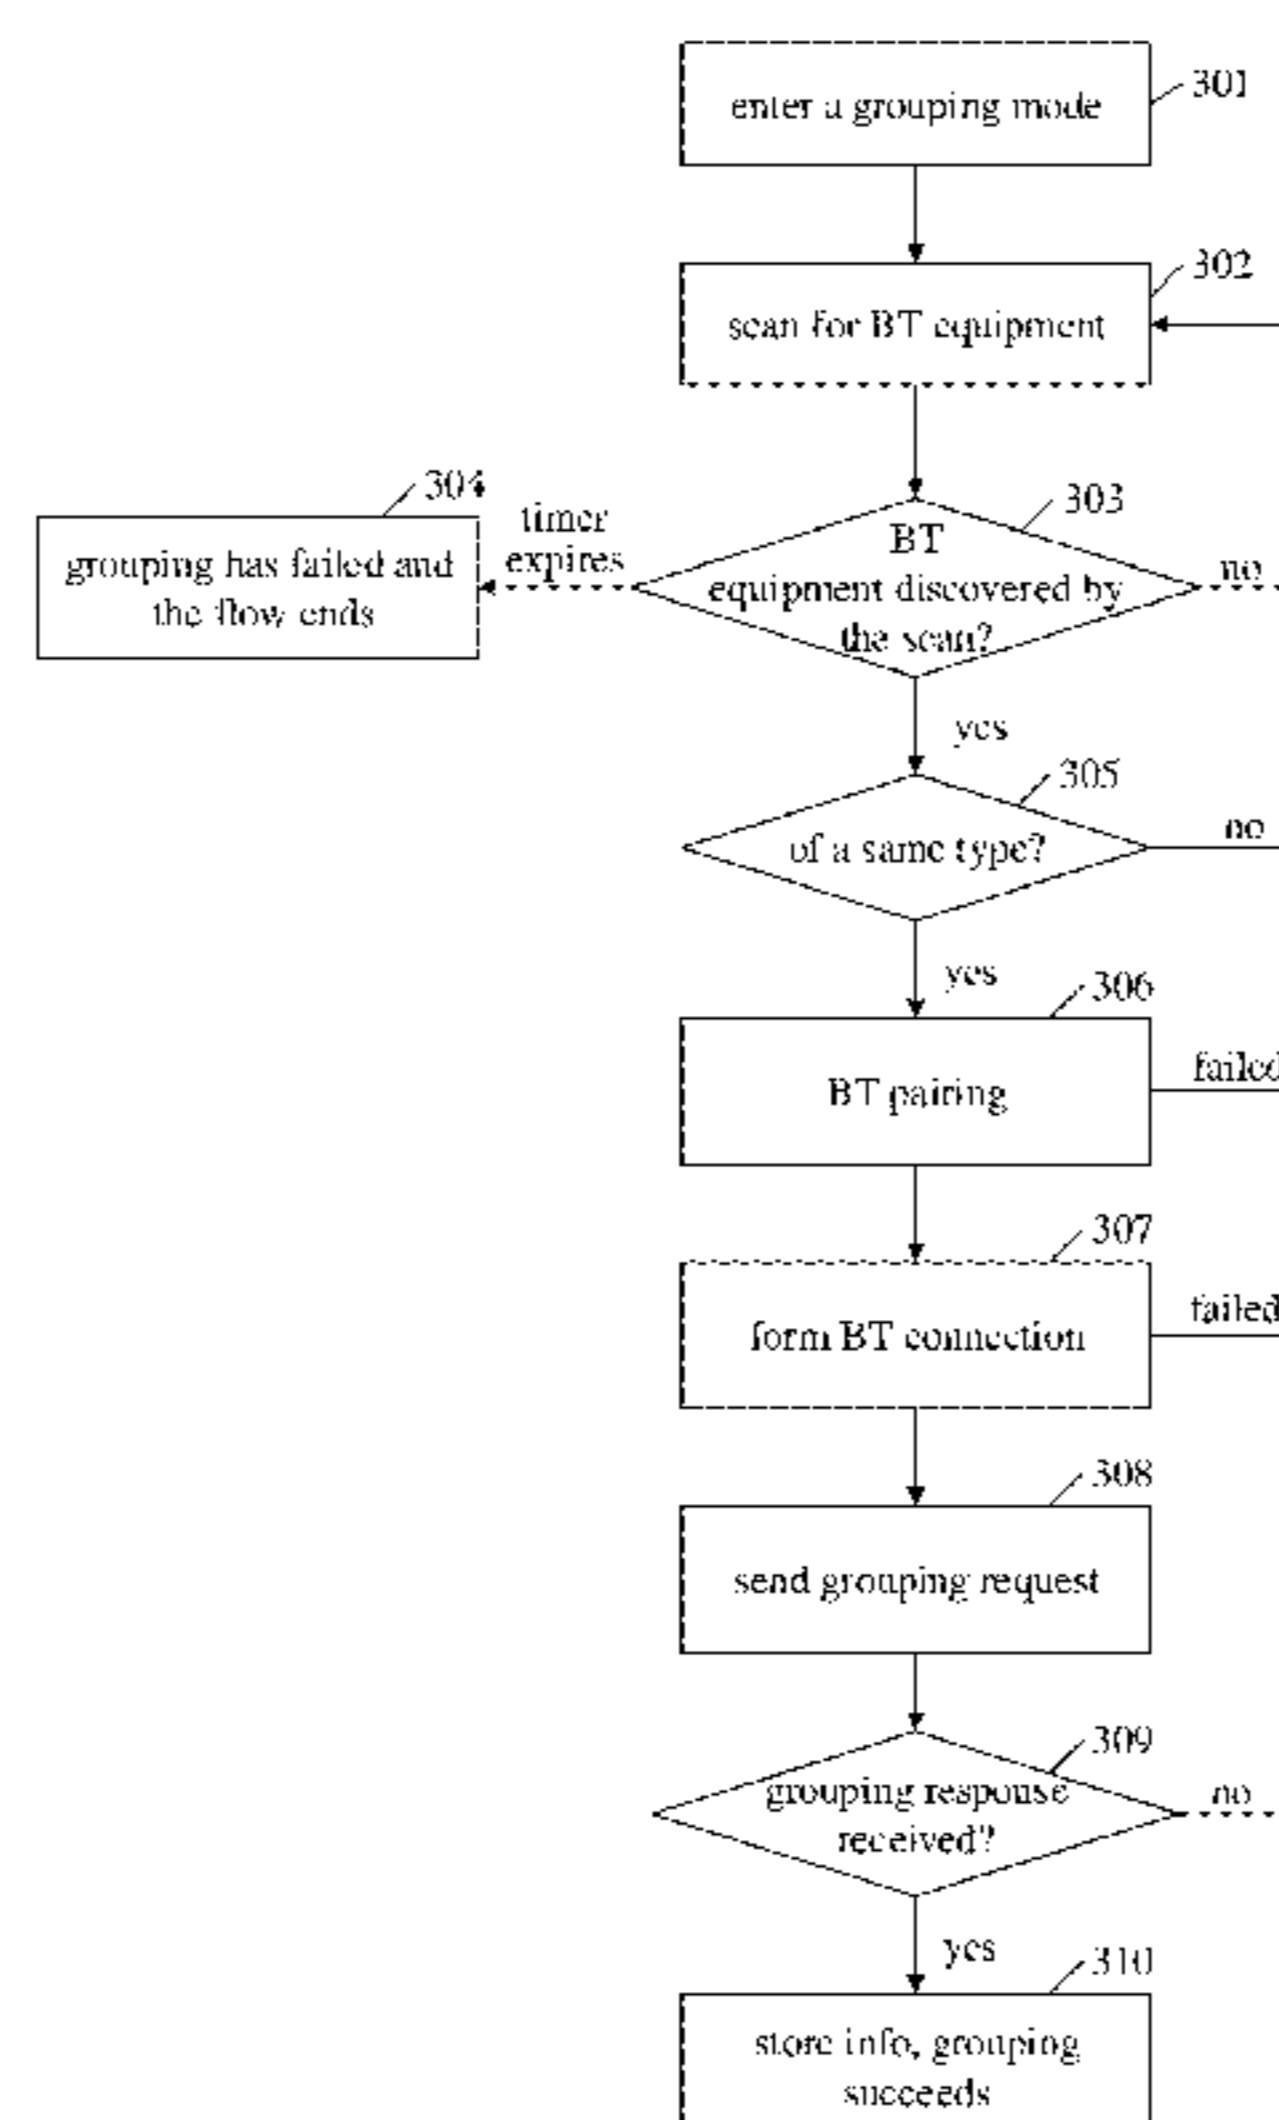 enter a grouping mode
301
302
scan for BT equipment
304
grouping has failed and
the flow ends
timer
expires
303
BT
equipment discovered by
the scan?
no
yes
305
of a same type?
no
yes
306
BT pairing
failed
307
form BT connection
failed
308
send grouping request
309
grouping response
received?
no
yes
310
store info, grouping
succeeds